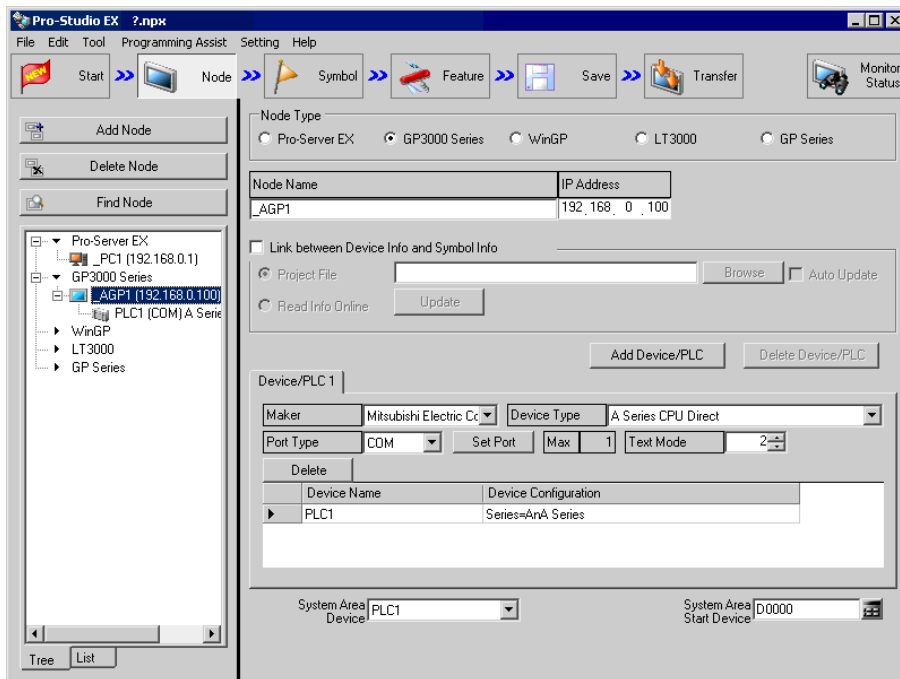 Pro-Studio EX ?.npx
File Edit Tool Programming Assist Setting Help
NEW Start Node Symbol Feature Save Transfer Monitor Status
Add Node
Delete Node
Find Node
Pro-Server EX
_PC1 (192.168.0.1)
GP3000 Series
_AGP1 (192.168.0.100)
PLC1 (COM) A Serie
WinGP
LT3000
GP Series
Tree List
Node Type
Pro-Server EX GP3000 Series WinGP LT3000 GP Series
Node Name IP Address
_AGP1 192.168. 0 .100
Link between Device Info and Symbol Info
Project File Browse Auto Update
Read Info Online Update
Add Device/PLC Delete Device/PLC
Device/PLC 1
Maker Mitsubishi Electric Co Device Type A Series CPU Direct
Port Type COM Set Port Max 1 Text Mode 2
Delete
Device Name Device Configuration
PLC1 Series=AnA Series
System Area Device PLC1 System Area Start Device D0000